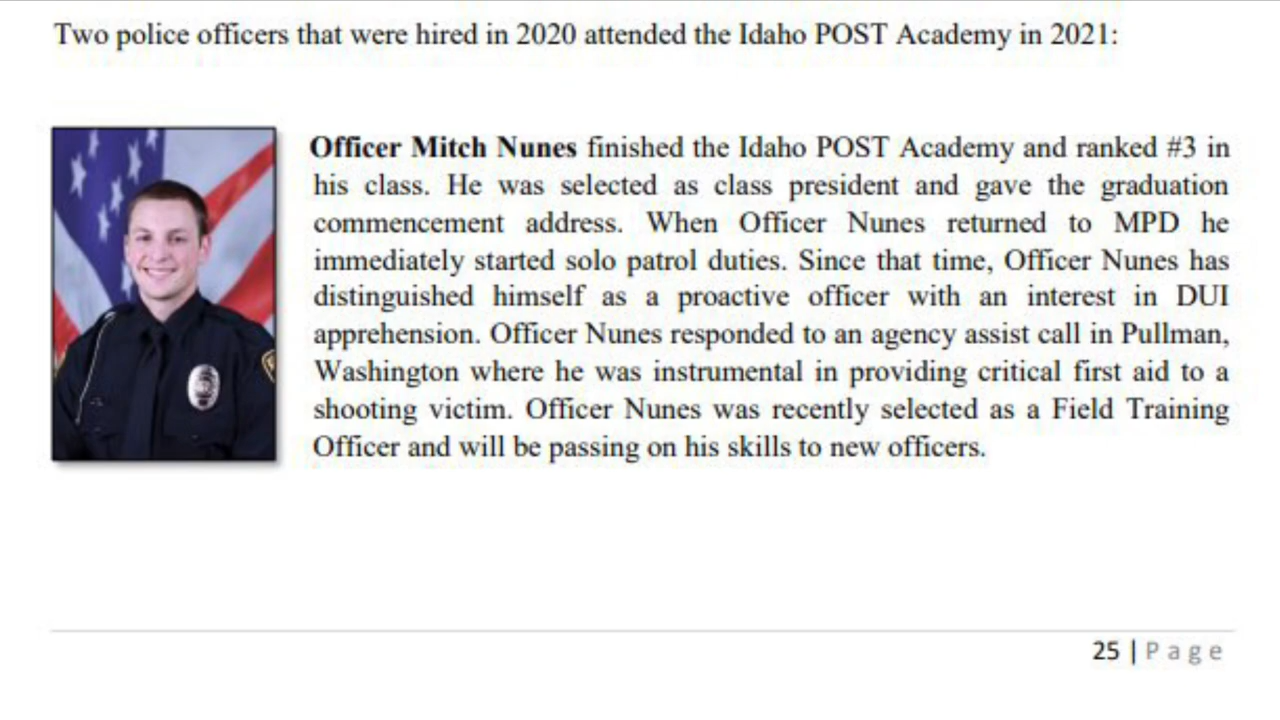 Two police officers that were hired in 2020 attended the Idaho POST Academy in 2021:
Officer Mitch Nunes finished the Idaho POST Academy and ranked #3 in
his class. He was selected as class president and gave the graduation
commencement address. When Officer Nunes returned to MPD he
immediately started solo patrol duties. Since that time, Officer Nunes has
distinguished himself as a proactive officer with an interest in DUI
apprehension. Officer Nunes responded to an agency assist call in Pullman,
Washington where he was instrumental in providing critical first aid to a
shooting victim. Officer Nunes was recently selected as a Field Training
Officer and will be passing on his skills to new officers.
25 | Page